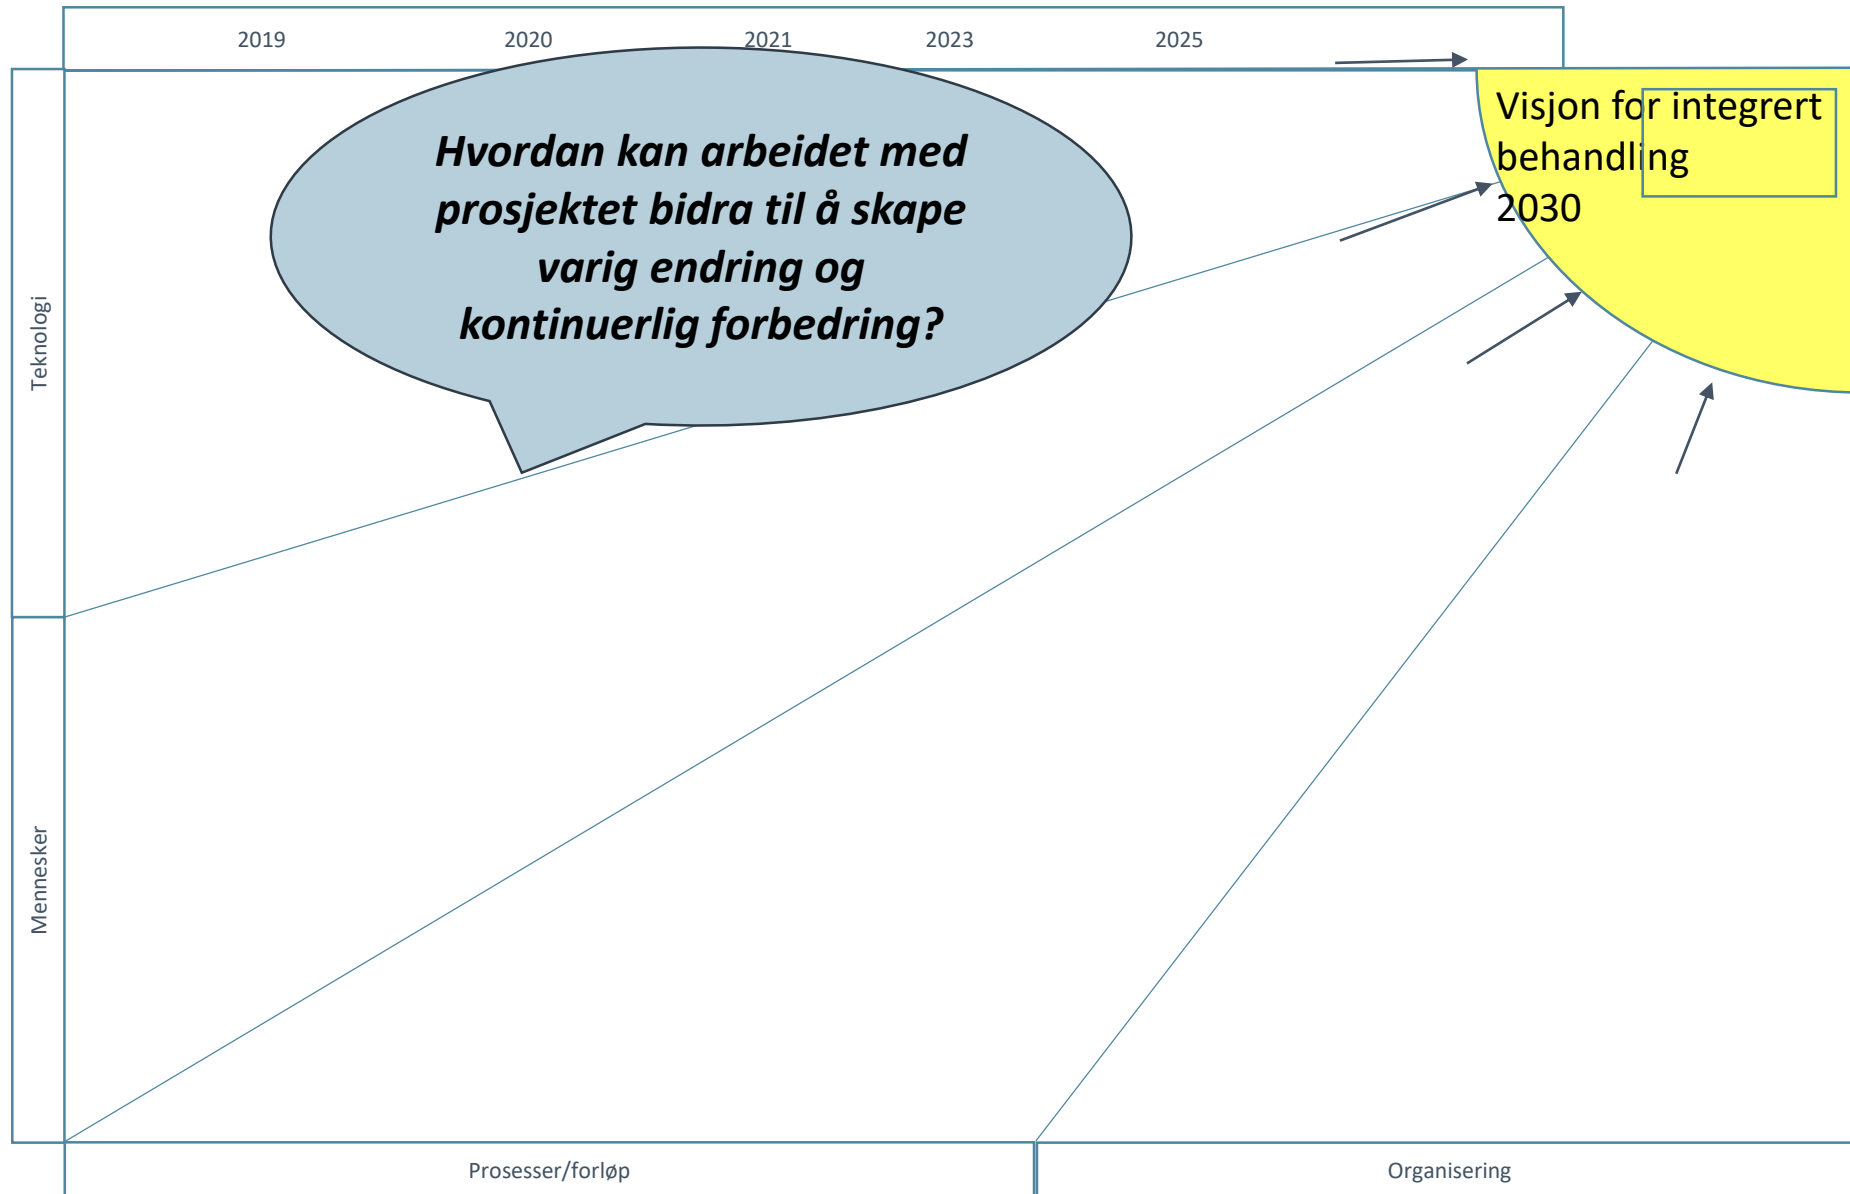 2019 2020 2021 2023 2025
Visjon for integrert
behandling
2030
Hvordan kan arbeidet med
prosjektet bidra til å skape
varig endring og
kontinuerlig forbedring?
Teknologi
Mennesker
Prosesser/forløp
Organisering